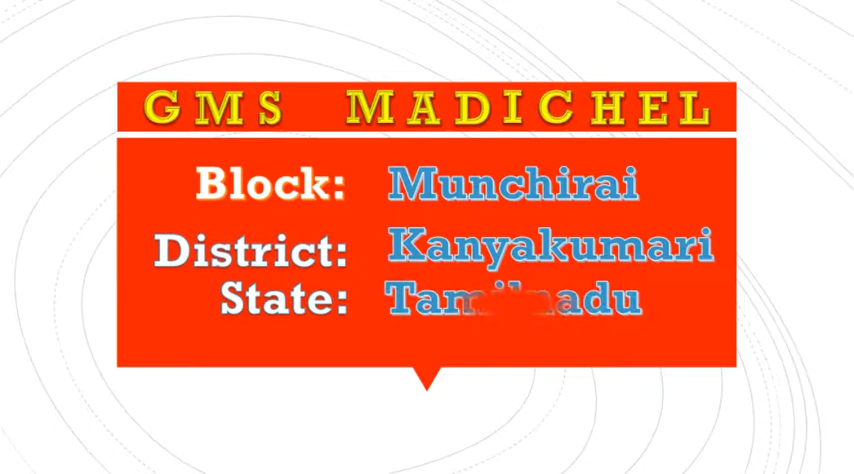 GMS MADICHEL
Block: Munchirai
District: Kanyakumari
State: